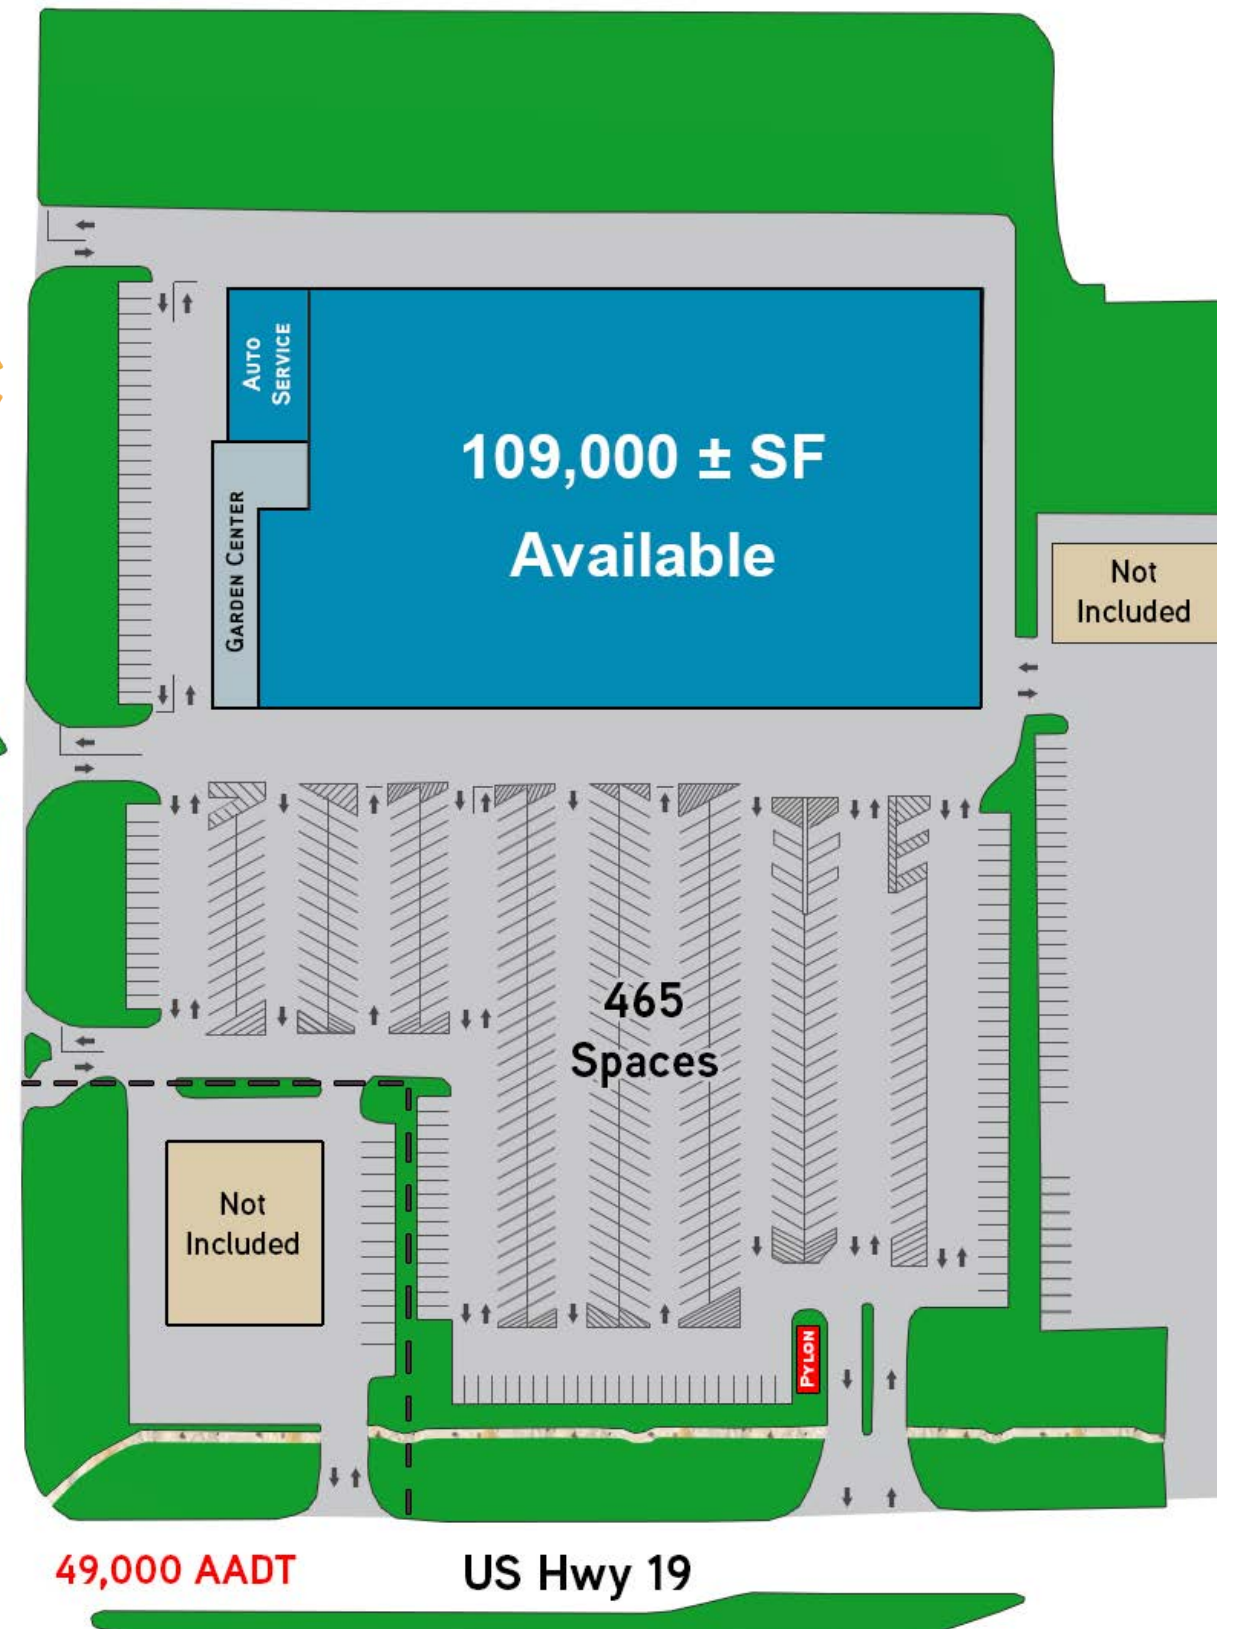 Auto
Service
109,000 ± SF
Available
Garden Center
Not
Included
465
Spaces
Not
Included
Pylon
49,000 AADT
US Hwy 19